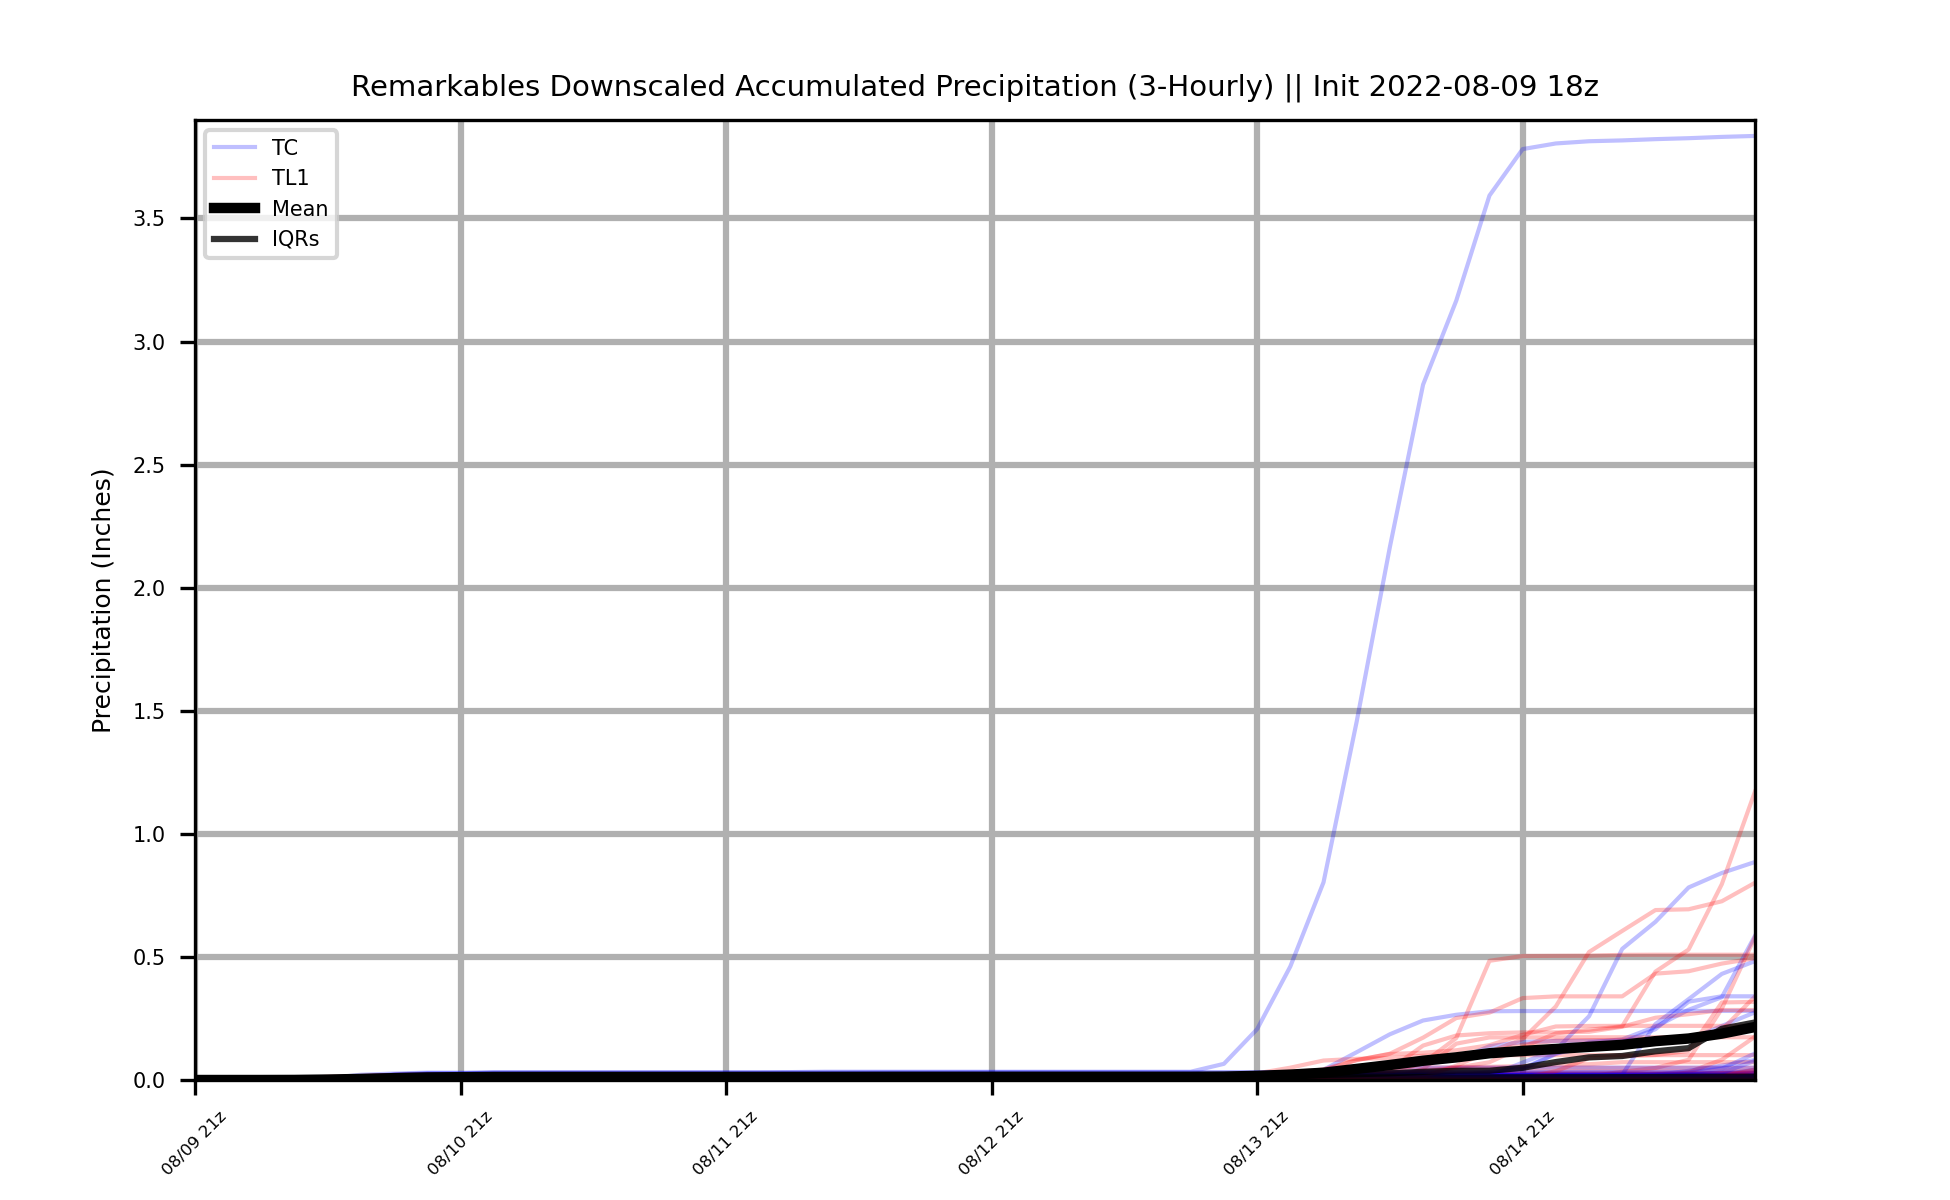 Remarkables Downscaled Accumulated Precipitation (3-Hourly) || Init 2022-08-09 18z
TC
TL1
Mean
IQRs
Precipitation (Inches)
3.5
3.0
2.5
2.0
1.5
1.0
0.5
0.0
08/09 21z
08/10 21z
08/11 21z
08/12 21z
08/13 21z
08/14 21z